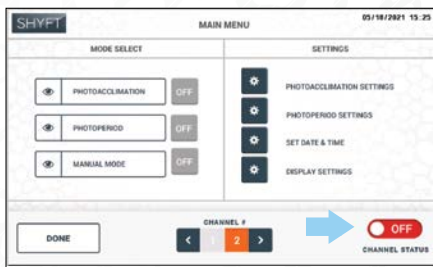 SHYFT
MAIN MENU
05/18/2021 15:25
MODE SELECT
SETTINGS
PHOTOACCLIMATION
OFF
PHOTOPERIOD
OFF
MANUAL MODE
OFF
PHOTOACCLIMATION SETTINGS
PHOTOPERIOD SETTINGS
SET DATE & TIME
DISPLAY SETTINGS
DONE
CHANNEL #
< 1 2 >
OFF
CHANNEL STATUS